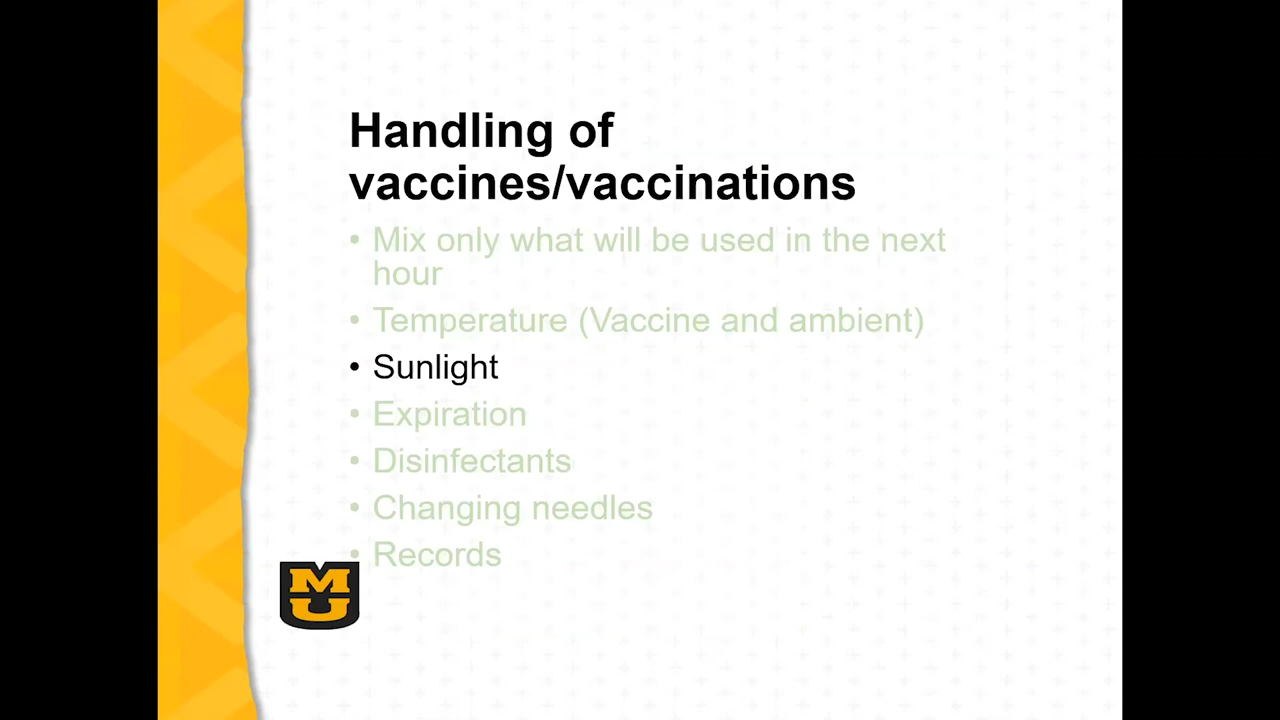 Handling of
vaccines/vaccinations
• Mix only what will be used in the next
hour
• Temperature (Vaccine and ambient)
• Sunlight
• Expiration
• Disinfectants
• Changing needles
• Records
MU